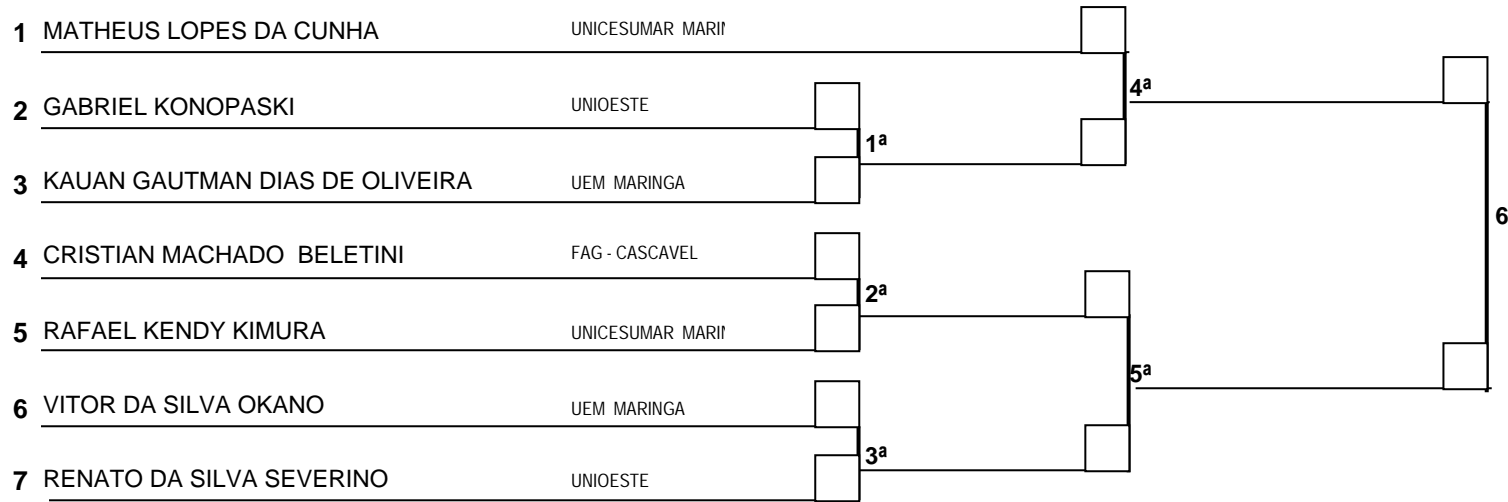 1 MATHEUS LOPES DA CUNHA UNICESUMAR MARIN
2 GABRIEL KONOPASKI UNIOESTE
4ª
1ª
3 KAUAN GAUTMAN DIAS DE OLIVEIRA UEM MARINGA
6
4 CRISTIAN MACHADO BELETINI FAG - CASCAVEL
2ª
5 RAFAEL KENDY KIMURA UNICESUMAR MARIN
5ª
6 VITOR DA SILVA OKANO UEM MARINGA
3ª
7 RENATO DA SILVA SEVERINO UNIOESTE